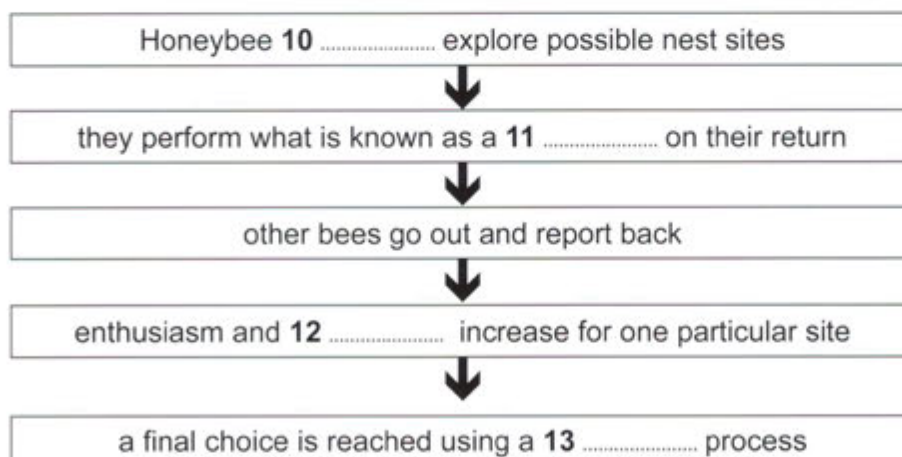 Honeybee 10 ...................... explore possible nest sites
they perform what is known as a 11 ...................... on their return
other bees go out and report back
enthusiasm and 12 ...................... increase for one particular site
a final choice is reached using a 13 ...................... process